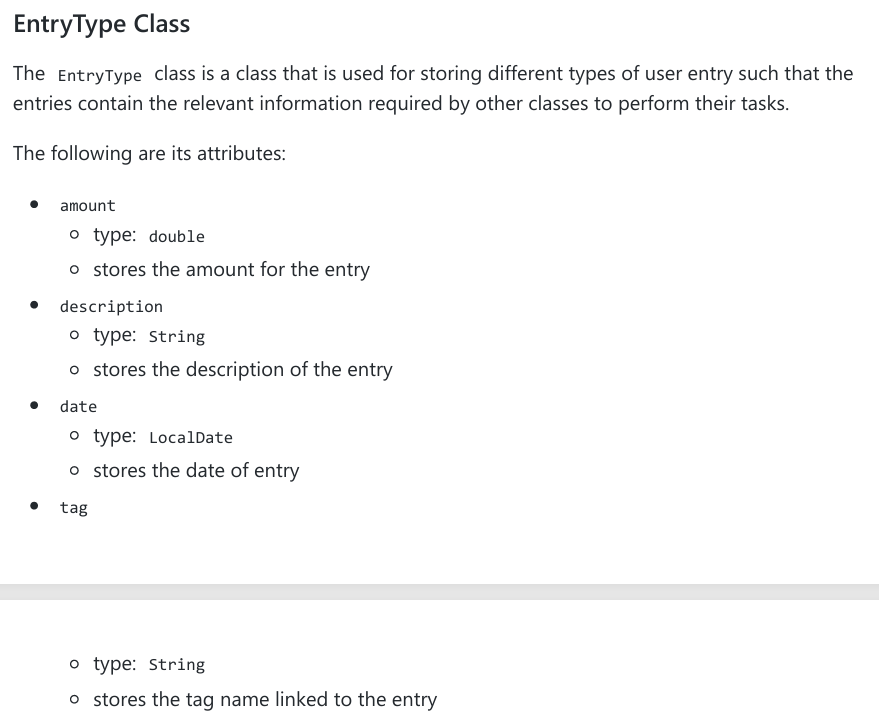 EntryType Class
The EntryType class is a class that is used for storing different types of user entry such that the
entries contain the relevant information required by other classes to perform their tasks.
The following are its attributes:
amount
type: double
stores the amount for the entry
description
type: String
stores the description of the entry
date
type: LocalDate
stores the date of entry
tag
type: String
stores the tag name linked to the entry